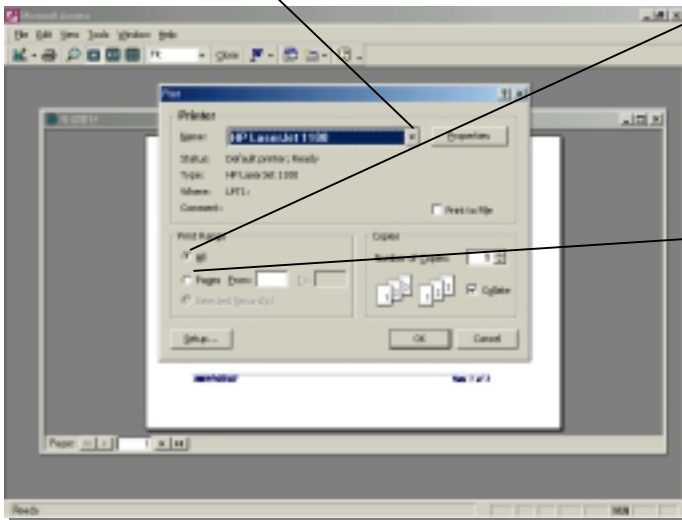 Microsoft Access
File Edit View Tools Window Help
Fit Close
Print
Printer
Name: HP LaserJet 1100 Properties
Status: Default printer; Ready
Type: HP LaserJet 1100
Where: LPT1:
Comment: Print to File
Print Range Copies
All Number of Copies: 1
Pages From: To:
Selected Record(s) Collate
Setup... OK Cancel
Page: 1
Ready NUM